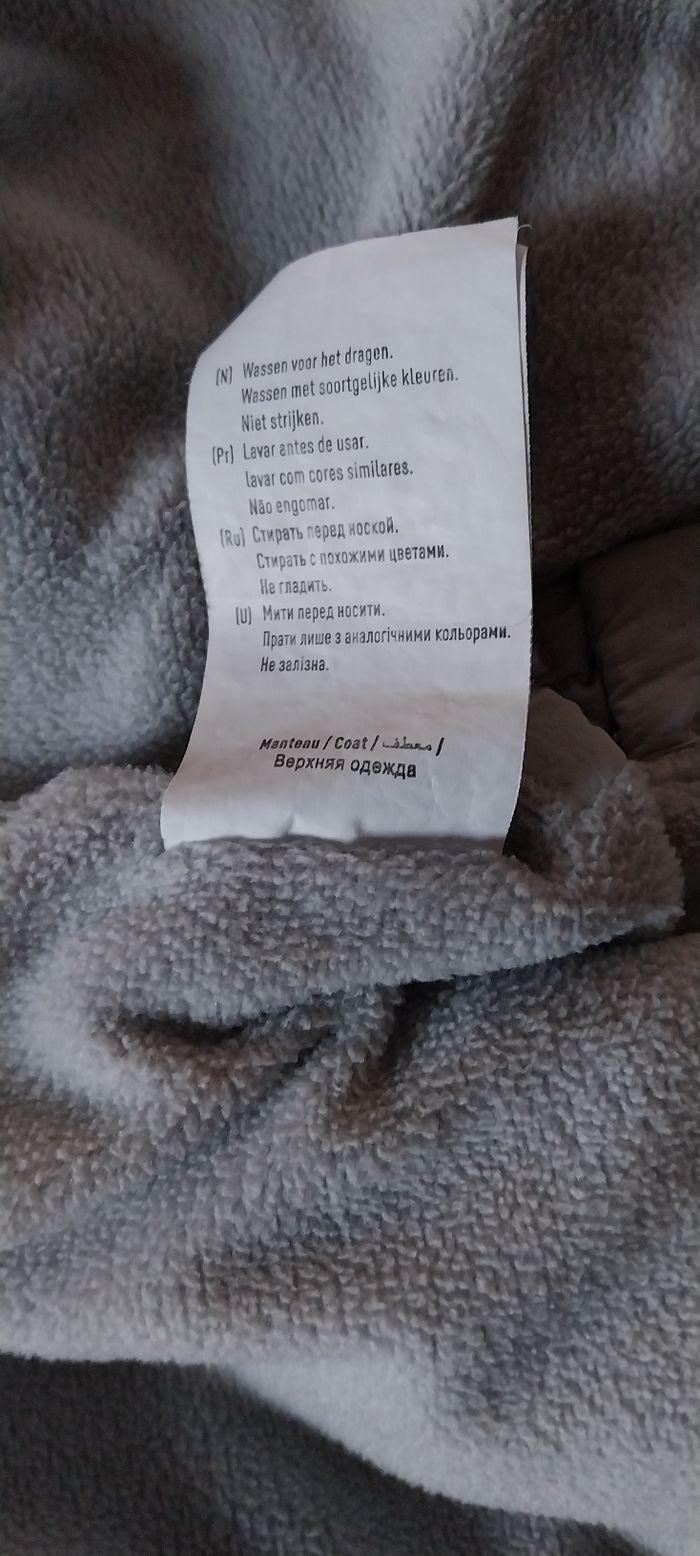 (N) Wassen voor het dragen.
Wassen met soortgelijke kleuren.
Niet strijken.
(Pr) Lavar antes de usar.
lavar com cores similares.
Não engomar.
(Ru) Стирать перед ноской.
Стирать с похожими цветами.
Не гладить.
(U) Мити перед носити.
Прати лише з аналогічними кольорами.
Не залізна.
Manteau / Coat / معطف /
Верхняя одежда